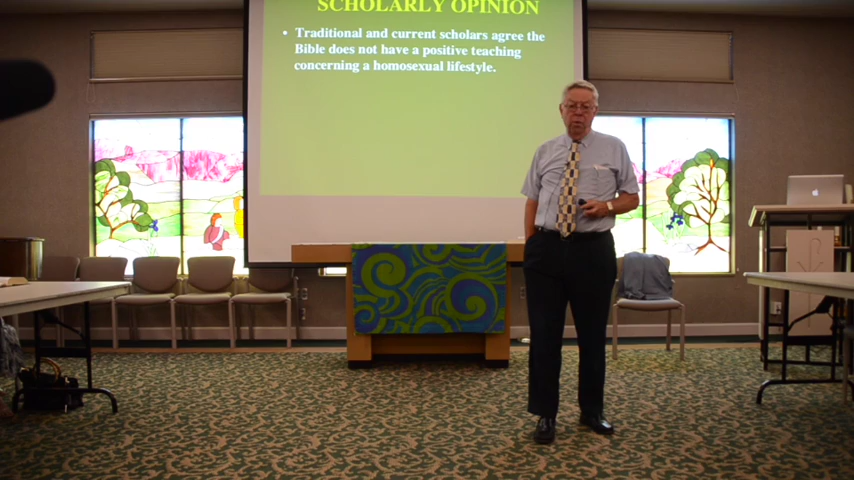 SCHOLARLY OPINION
• Traditional and current scholars agree the
Bible does not have a positive teaching
concerning a homosexual lifestyle.